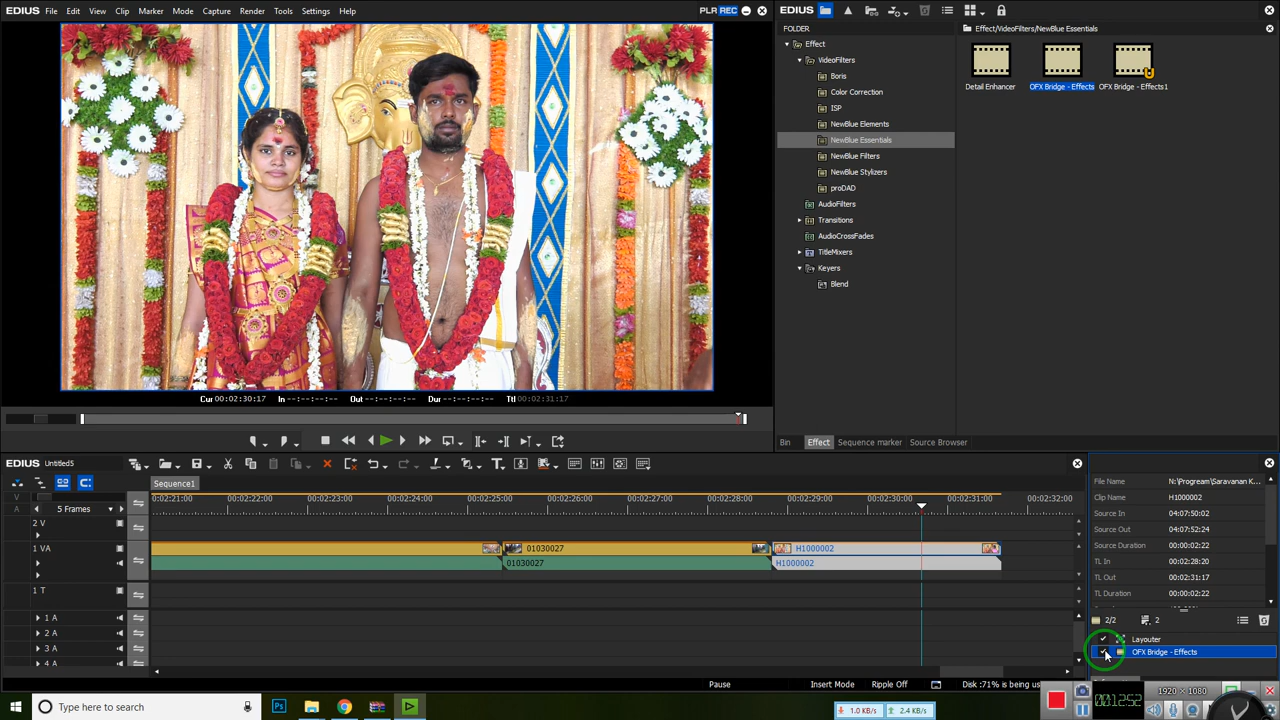 EDIUS File Edit View Clip Marker Mode Capture Render Tools Settings Help PLR REC
EDIUS
FOLDER
Effect/VideoFilters/NewBlue Essentials
Effect
VideoFilters
Boris
Color Correction
ISP
NewBlue Elements
NewBlue Essentials
NewBlue Filters
NewBlue Stylizers
proDAD
AudioFilters
Transitions
AudioCrossFades
TitleMixers
Keyers
Blend
Detail Enhancer OFX Bridge - Effects OFX Bridge - Effects1
Cur 00:02:30:17 In --:--:--:-- Out --:--:--:-- Dur --:--:--:-- Ttl 00:02:31:17
Bin Effect Sequence marker Source Browser
EDIUS Untitled5
Sequence1
V
A
5 Frames
0:02:21:00 00:02:22:00 00:02:23:00 00:02:24:00 00:02:25:00 00:02:26:00 00:02:27:00 00:02:28:00 00:02:29:00 00:02:30:00 00:02:31:00 00:02:32:00
2 V
1 VA
01030027 H1000002
01030027 H1000002
1 T
1 A
2 A
3 A
4 A
File Name N:\Progream\Saravanan K...
Clip Name H1000002
Source In 04:07:50:02
Source Out 04:07:52:24
Source Duration 00:00:02:22
TL In 00:02:28:20
TL Out 00:02:31:17
TL Duration 00:00:02:22
2/2 2
Layouter
OFX Bridge - Effects
Pause Insert Mode Ripple Off Disk :71% is being us
Type here to search
1.0 KB/s 2.4 KB/s
00:12:52
1920 × 1080